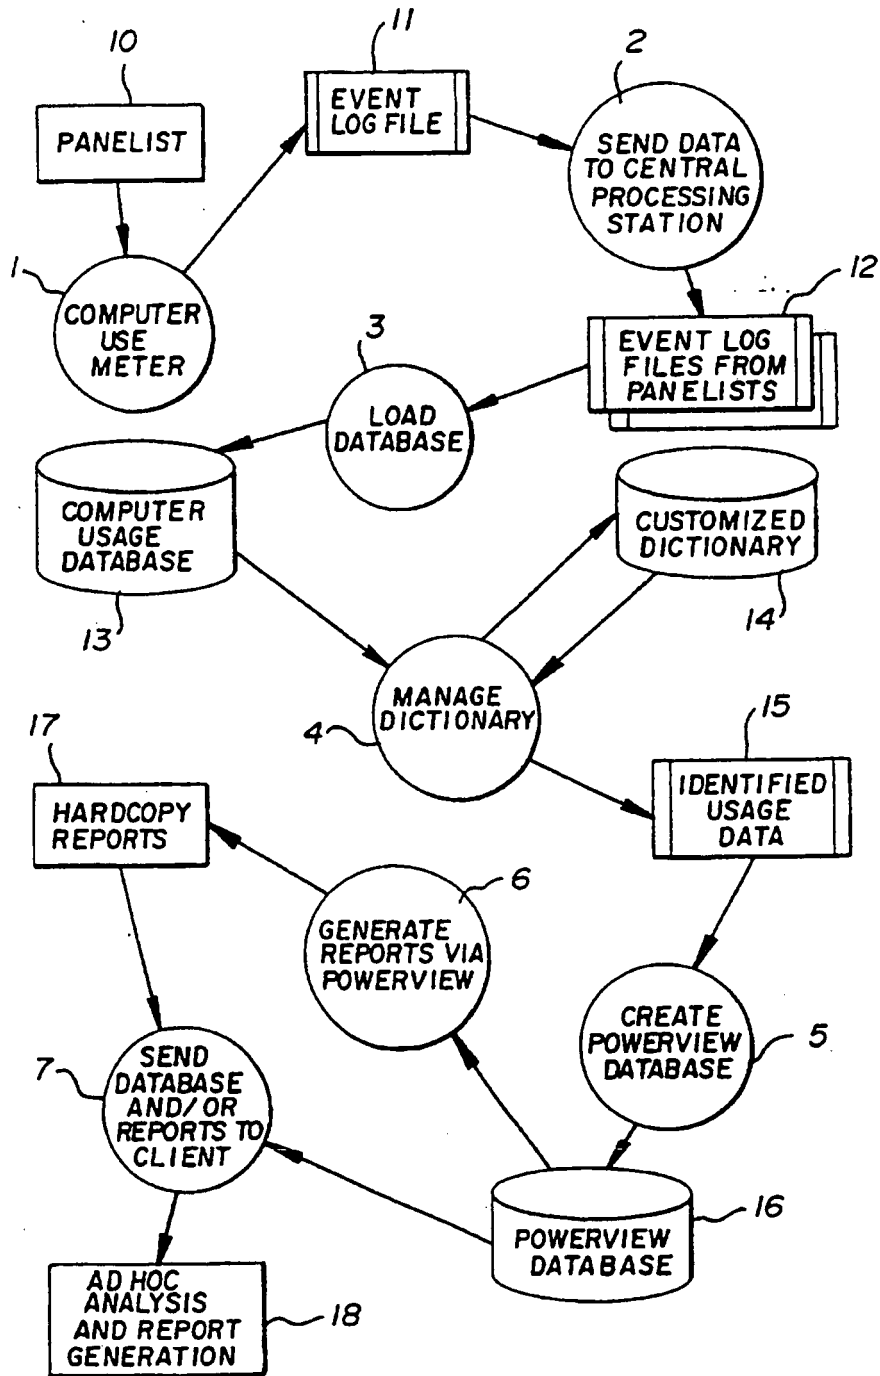 10
11
2
PANELIST
EVENT
LOG FILE
SEND DATA
TO CENTRAL
PROCESSING
STATION
1
COMPUTER
USE
METER
12
EVENT LOG
FILES FROM
PANELISTS
3
LOAD
DATABASE
COMPUTER
USAGE
DATABASE
13
CUSTOMIZED
DICTIONARY
14
MANAGE
DICTIONARY
4
15
IDENTIFIED
USAGE
DATA
17
HARDCOPY
REPORTS
6
GENERATE
REPORTS VIA
POWERVIEW
CREATE
POWERVIEW
DATABASE
5
7
SEND
DATABASE
AND/OR
REPORTS TO
CLIENT
16
POWERVIEW
DATABASE
AD HOC
ANALYSIS
AND REPORT
GENERATION
18